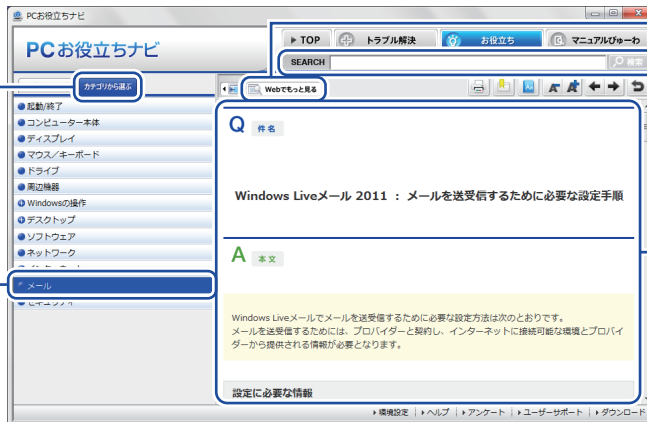 PCお役立ちナビ
PCお役立ちナビ
TOP
トラブル解決
お役立ち
マニュアルびゅーわ
SEARCH
検索
カテゴリから選ぶ
Webでもっと見る
起動/終了
コンピューター本体
ディスプレイ
マウス/キーボード
ドライブ
周辺機器
Windowsの操作
デスクトップ
ソフトウェア
ネットワーク
メール
セキュリティ
Q 件名
Windows Liveメール 2011 ： メールを送受信するために必要な設定手順
A 本文
Windows Liveメールでメールを送受信するために必要な設定方法は次のとおりです。
メールを送受信するためには、プロバイダーと契約し、インターネットに接続可能な環境とプロバイ
ダーから提供される情報が必要となります。
設定に必要な情報
環境設定 ヘルプ アンケート ユーザーサポート ダウンロード